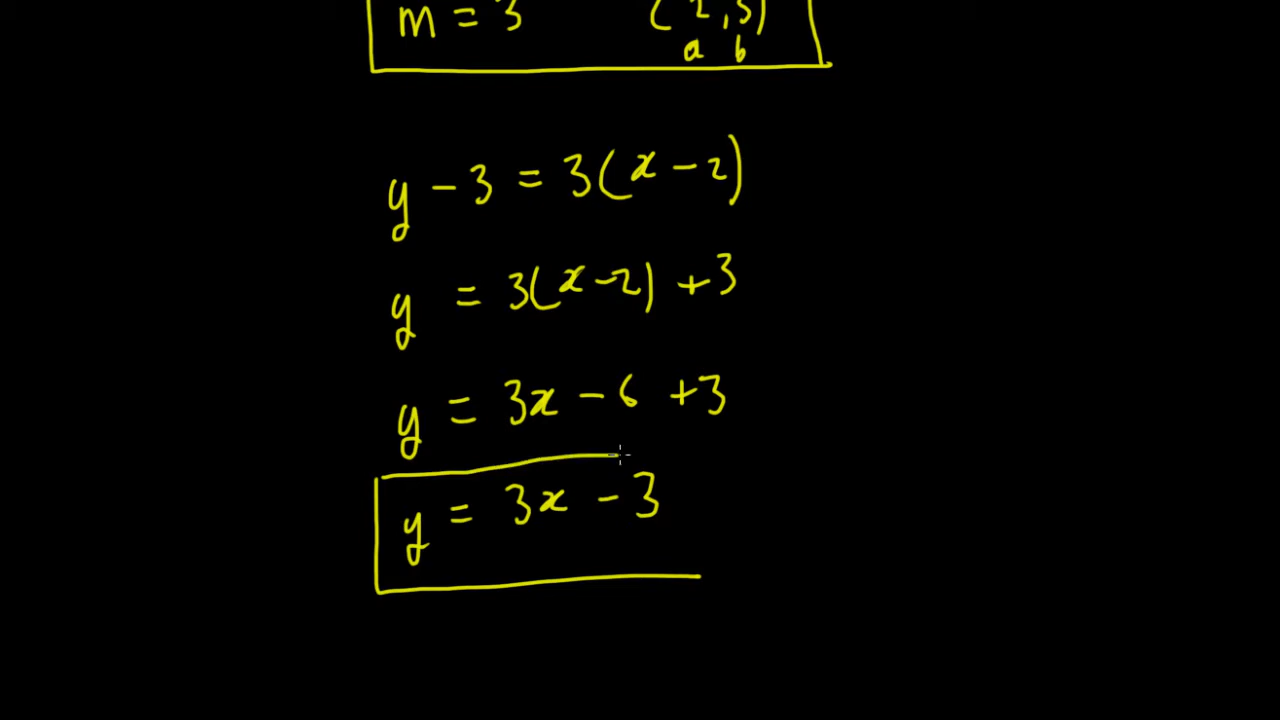 m = 3 (2,3)
a b
y - 3 = 3(x - 2)
y = 3(x-2) +3
y = 3x - 6 +3
y = 3x - 3